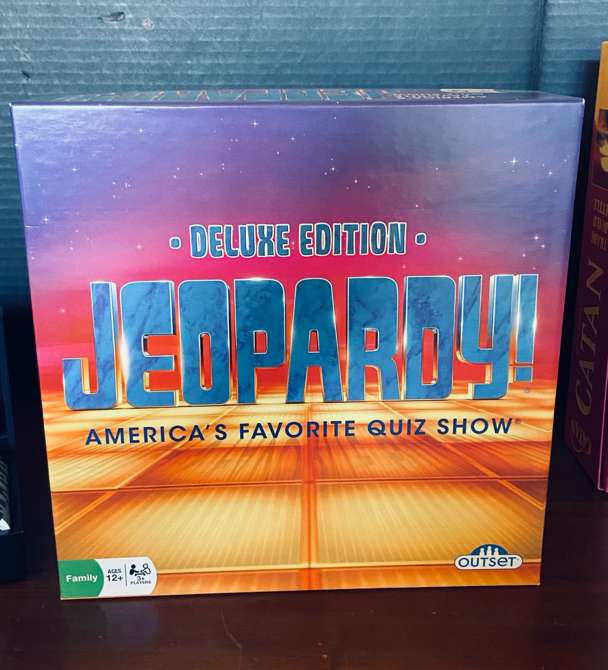 · DELUXE EDITION ·
JEOPARDY!
AMERICA'S FAVORITE QUIZ SHOW®
Family
AGES
12+
3+
PLAYERS
OUTSET
CATAN